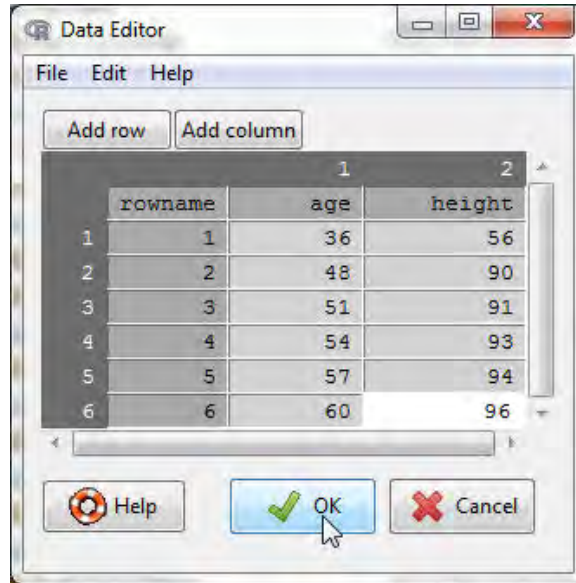 Data Editor
File Edit Help
Add row Add column
1 2
rowname age height
1 1 36 56
2 2 48 90
3 3 51 91
4 4 54 93
5 5 57 94
6 6 60 96
Help OK Cancel